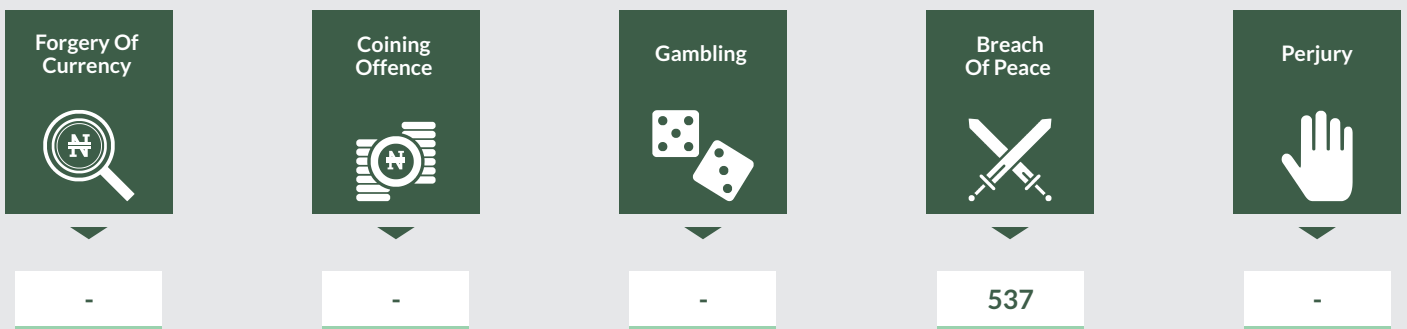 Forgery Of
Currency
Coining
Offence
Gambling
Breach
Of Peace
Perjury
₦
₦
-
-
-
537
-